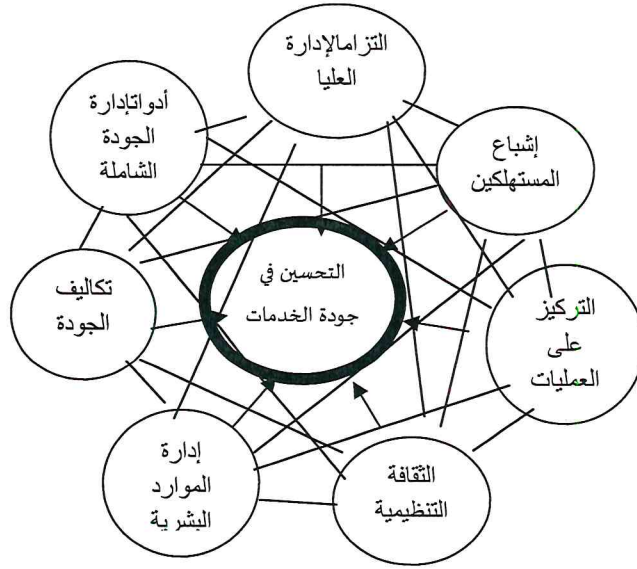 التزامالإدارة
العليا
أدواتإدارة
الجودة
الشاملة
إشباع
المستهلكين
التحسين في
جودة الخدمات
تكاليف
الجودة
التركيز
على
العمليات
إدارة
الموارد
البشرية
الثقافة
التنظيمية